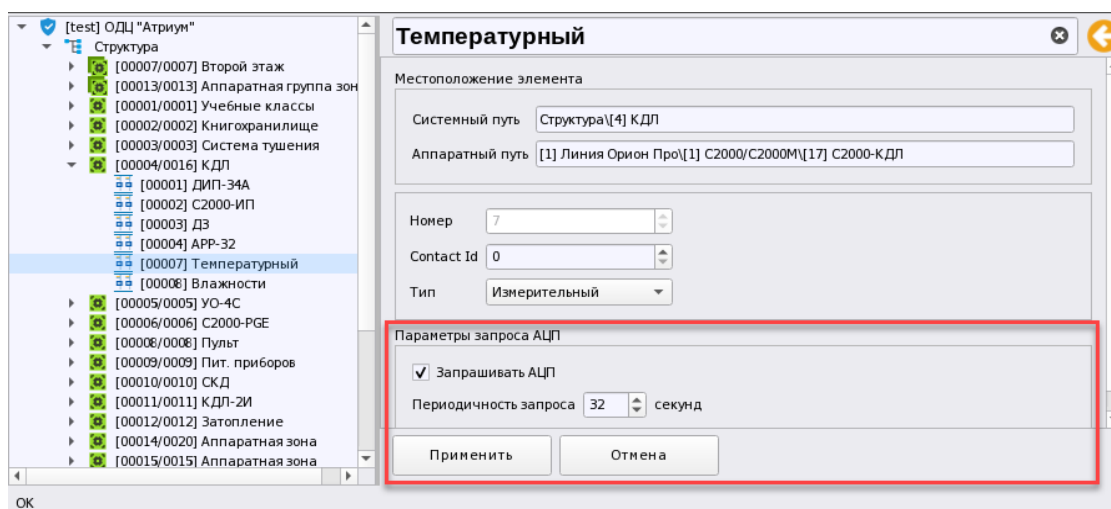 [test] ОДЦ "Атриум"
Структура
[00007/0007] Второй этаж
[00013/0013] Аппаратная группа зон
[00001/0001] Учебные классы
[00002/0002] Книгохранилище
[00003/0003] Система тушения
[00004/0016] КДЛ
[00001] ДИП-34А
[00002] С2000-ИП
[00003] ДЗ
[00004] АРР-32
[00007] Температурный
[00008] Влажности
[00005/0005] УО-4С
[00006/0006] С2000-PGE
[00008/0008] Пульт
[00009/0009] Пит. приборов
[00010/0010] СКД
[00011/0011] КДЛ-2И
[00012/0012] Затопление
[00014/0020] Аппаратная зона
[00015/0015] Аппаратная зона
OK
Температурный
Местоположение элемента
Системный путь Структура\[4] КДЛ
Аппаратный путь [1] Линия Орион Про\[1] С2000/С2000М\[17] С2000-КДЛ
Номер 7
Contact Id 0
Тип Измерительный
Параметры запроса АЦП
Запрашивать АЦП
Периодичность запроса 32 секунд
Применить Отмена